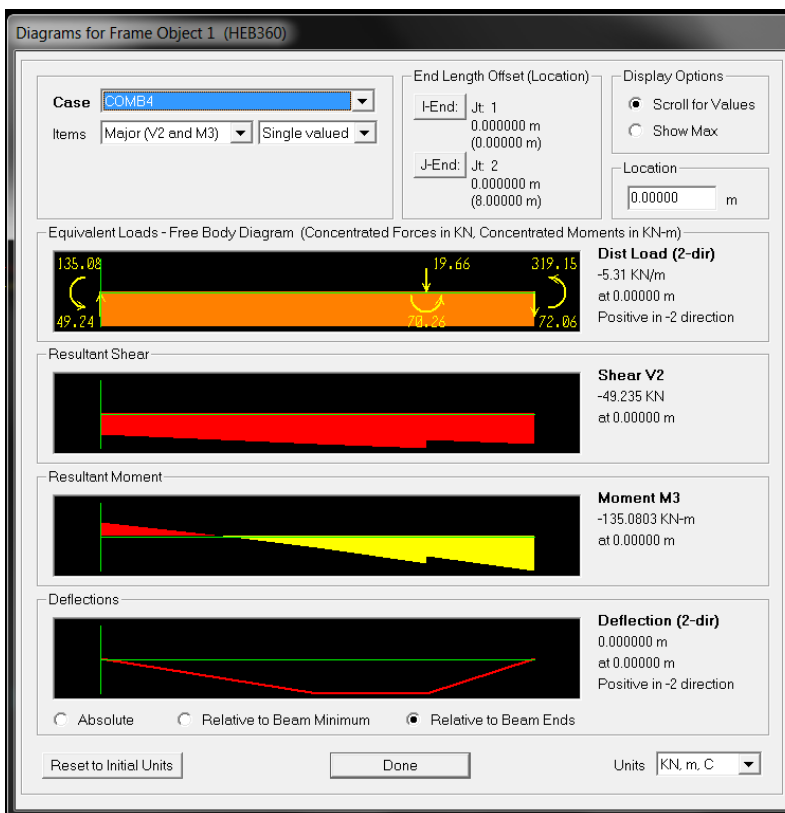 Diagrams for Frame Object 1 (HEB360)
Case COMB4
Items Major (V2 and M3) Single valued
End Length Offset (Location)
I-End: Jt: 1
0.000000 m
(0.00000 m)
J-End: Jt: 2
0.000000 m
(8.00000 m)
Display Options
Scroll for Values
Show Max
Location
0.00000 m
Equivalent Loads - Free Body Diagram (Concentrated Forces in KN, Concentrated Moments in KN-m)
135.08 19.66 319.15
49.24 70.26 72.06
Dist Load (2-dir)
-5.31 KN/m
at 0.00000 m
Positive in -2 direction
Resultant Shear
Shear V2
-49.235 KN
at 0.00000 m
Resultant Moment
Moment M3
-135.0803 KN-m
at 0.00000 m
Deflections
Deflection (2-dir)
0.000000 m
at 0.00000 m
Positive in -2 direction
Absolute Relative to Beam Minimum Relative to Beam Ends
Reset to Initial Units Done Units KN, m, C